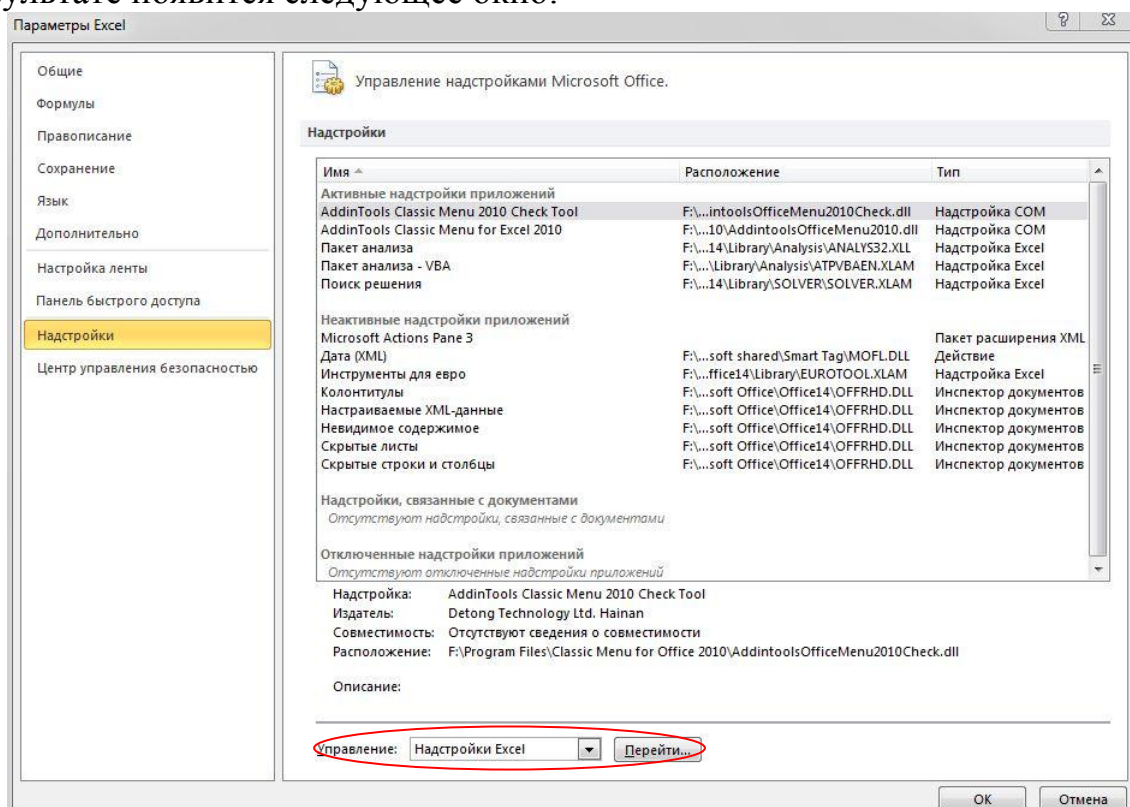 следующее окно:
Параметры Excel
Общие
Формулы
Правописание
Сохранение
Язык
Дополнительно
Настройка ленты
Панель быстрого доступа
Надстройки
Центр управления безопасностью
Управление надстройками Microsoft Office.
Надстройки
Имя Расположение Тип
Активные надстройки приложений
AddinTools Classic Menu 2010 Check Tool F:\...intoolsOfficeMenu2010Check.dll Надстройка COM
AddinTools Classic Menu for Excel 2010 F:\...10\AddintoolsOfficeMenu2010.dll Надстройка COM
Пакет анализа F:\...14\Library\Analysis\ANALYS32.XLL Надстройка Excel
Пакет анализа - VBA F:\...\Library\Analysis\ATPVBAEN.XLAM Надстройка Excel
Поиск решения F:\...14\Library\SOLVER\SOLVER.XLAM Надстройка Excel
Неактивные надстройки приложений
Microsoft Actions Pane 3 Пакет расширения XML
Дата (XML) F:\...soft shared\Smart Tag\MOFL.DLL Действие
Инструменты для евро F:\...ffice14\Library\EUROTOOL.XLAM Надстройка Excel
Колонтитулы F:\...soft Office\Office14\OFFRHD.DLL Инспектор документов
Настраиваемые XML-данные F:\...soft Office\Office14\OFFRHD.DLL Инспектор документов
Невидимое содержимое F:\...soft Office\Office14\OFFRHD.DLL Инспектор документов
Скрытые листы F:\...soft Office\Office14\OFFRHD.DLL Инспектор документов
Скрытые строки и столбцы F:\...soft Office\Office14\OFFRHD.DLL Инспектор документов
Надстройки, связанные с документами
Отсутствуют надстройки, связанные с документами
Отключенные надстройки приложений
Отсутствуют отключенные надстройки приложений
Надстройка: AddinTools Classic Menu 2010 Check Tool
Издатель: Detong Technology Ltd. Hainan
Совместимость: Отсутствуют сведения о совместимости
Расположение: F:\Program Files\Classic Menu for Office 2010\AddintoolsOfficeMenu2010Check.dll
Описание:
Управление: Надстройки Excel Перейти...
ОК Отмена